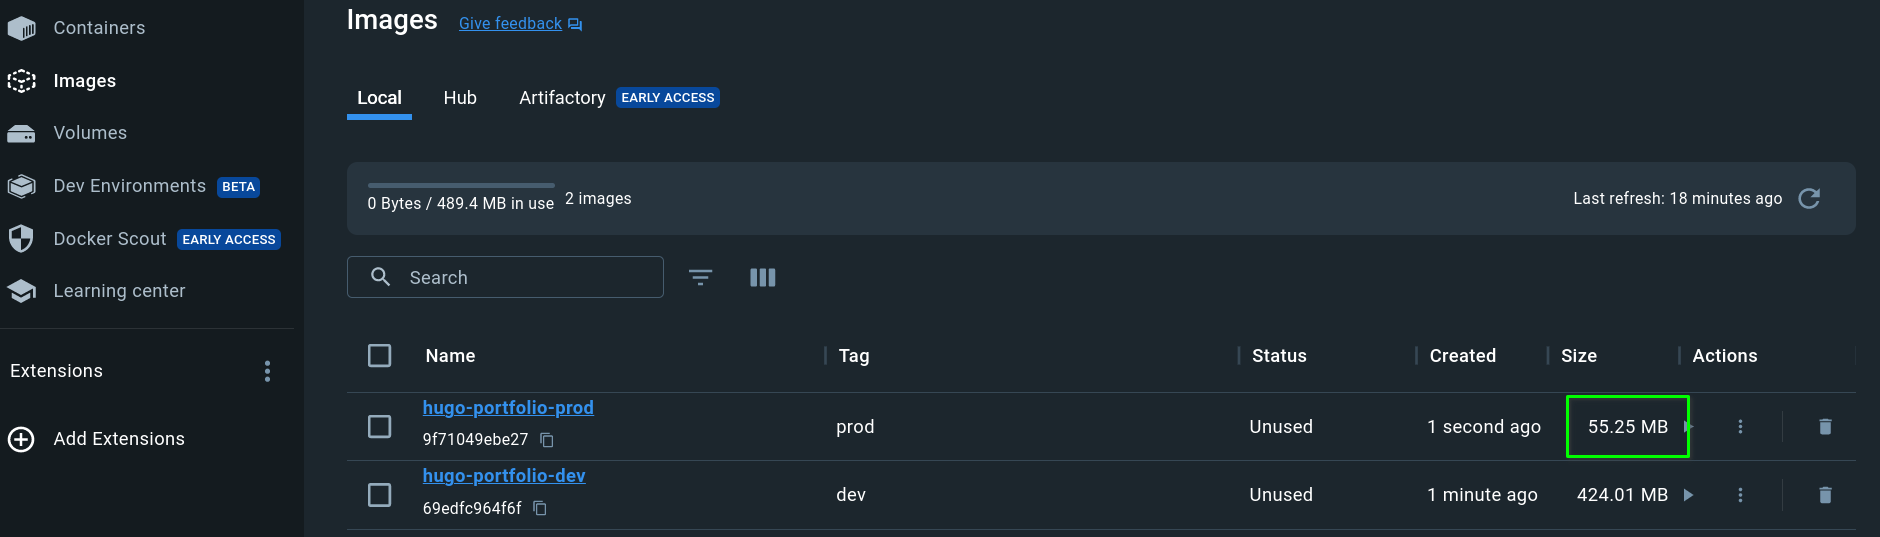 Containers
Images
Volumes
Dev Environments BETA
Docker Scout EARLY ACCESS
Learning center
Extensions
Add Extensions
Images Give feedback
Local Hub Artifactory EARLY ACCESS
0 Bytes / 489.4 MB in use 2 images Last refresh: 18 minutes ago
Search
Name Tag Status Created Size Actions
hugo-portfolio-prod
9f71049ebe27 prod Unused 1 second ago 55.25 MB
hugo-portfolio-dev
69edfc964f6f dev Unused 1 minute ago 424.01 MB